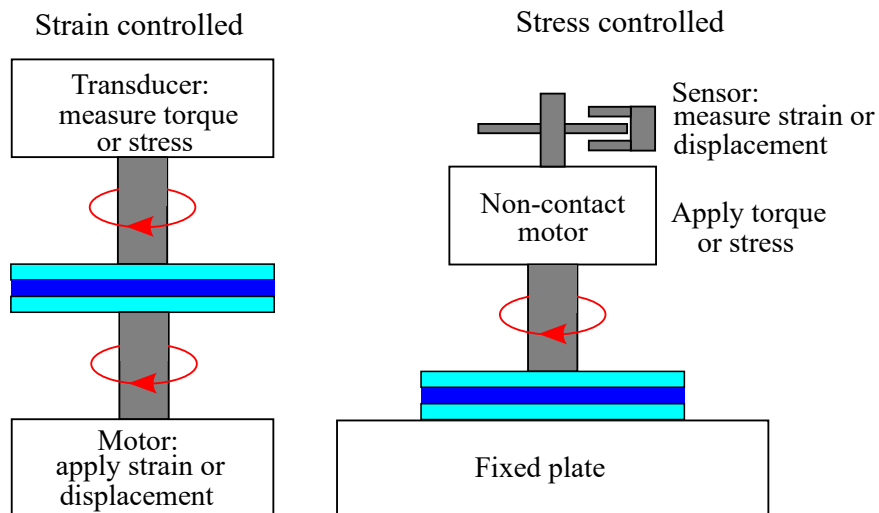 Strain controlled
Transducer:
measure torque
or stress
Motor:
apply strain or
displacement
Stress controlled
Sensor:
measure strain or
displacement
Non-contact
motor
Apply torque
or stress
Fixed plate